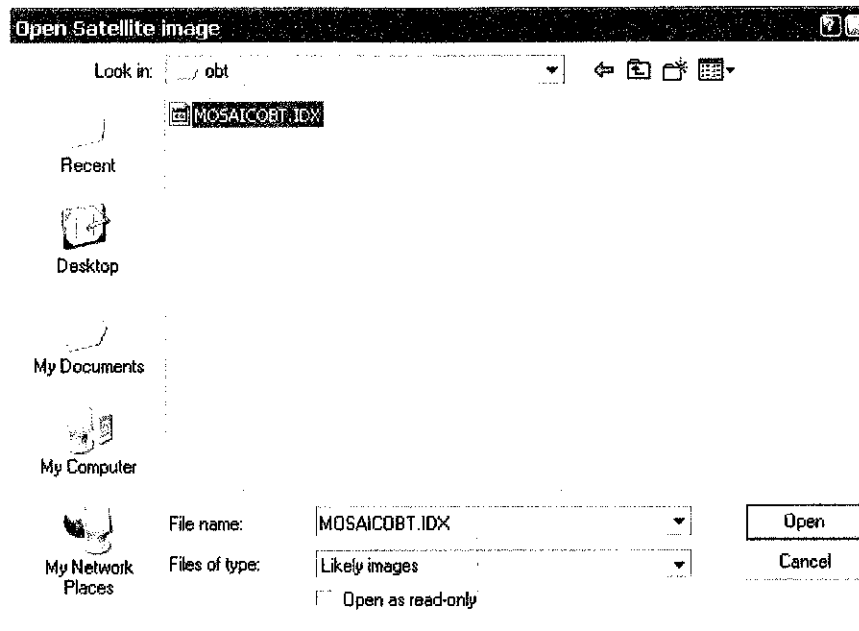 Open Satellite image
Look in: obt
MOSAICOBT.IDX
Recent
Desktop
My Documents
My Computer
My Network
Places
File name: MOSAICOBT.IDX
Open
Files of type: Likely images
Cancel
Open as read-only